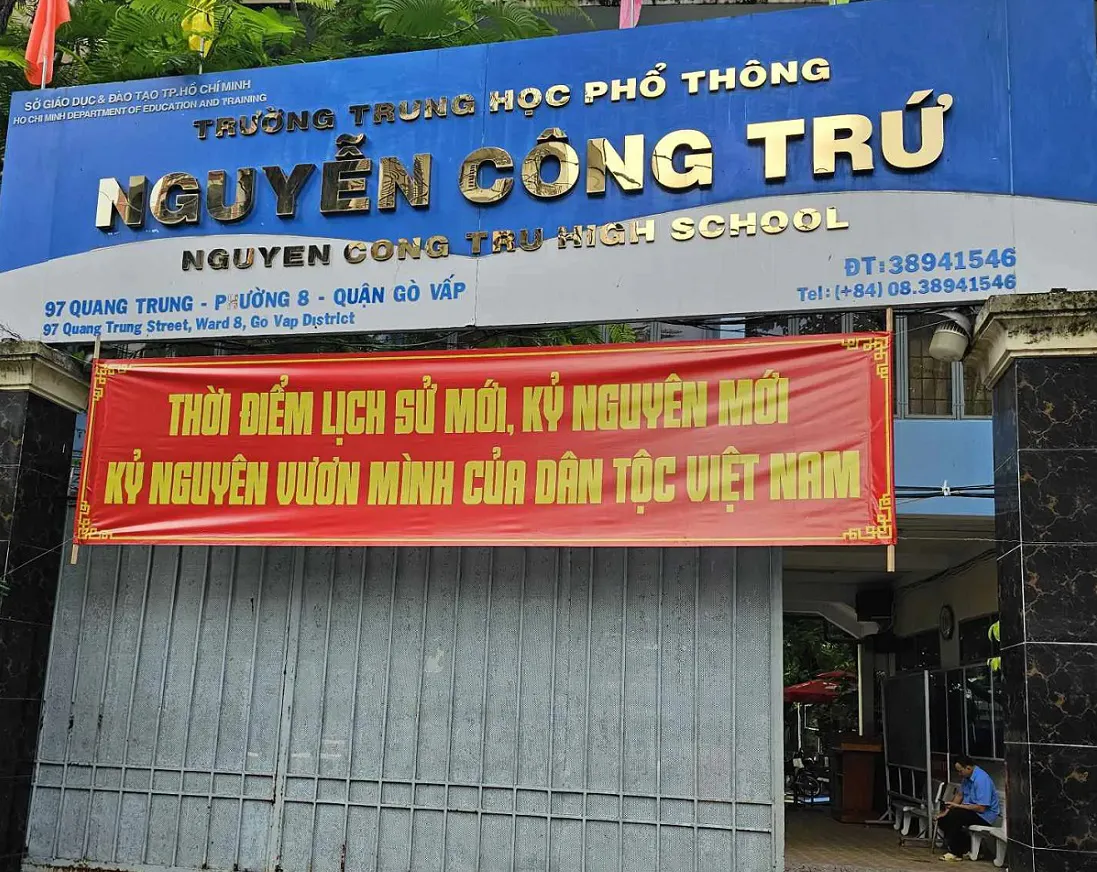 SỞ GIÁO DỤC & ĐÀO TẠO TP.HỒ CHÍ MINH
HO CHI MINH DEPARTMENT OF EDUCATION AND TRAINING
TRƯỜNG TRUNG HỌC PHỔ THÔNG
NGUYỄN CÔNG TRỨ
NGUYEN CONG TRU HIGH SCHOOL
97 QUANG TRUNG - PHƯỜNG 8 - QUẬN GÒ VẤP
97 Quang Trung Street, Ward 8, Go Vap District
ĐT: 38941546
Tel: (+84) 08.38941546
THỜI ĐIỂM LỊCH SỬ MỚI, KỶ NGUYÊN MỚI
KỶ NGUYÊN VƯƠN MÌNH CỦA DÂN TỘC VIỆT NAM